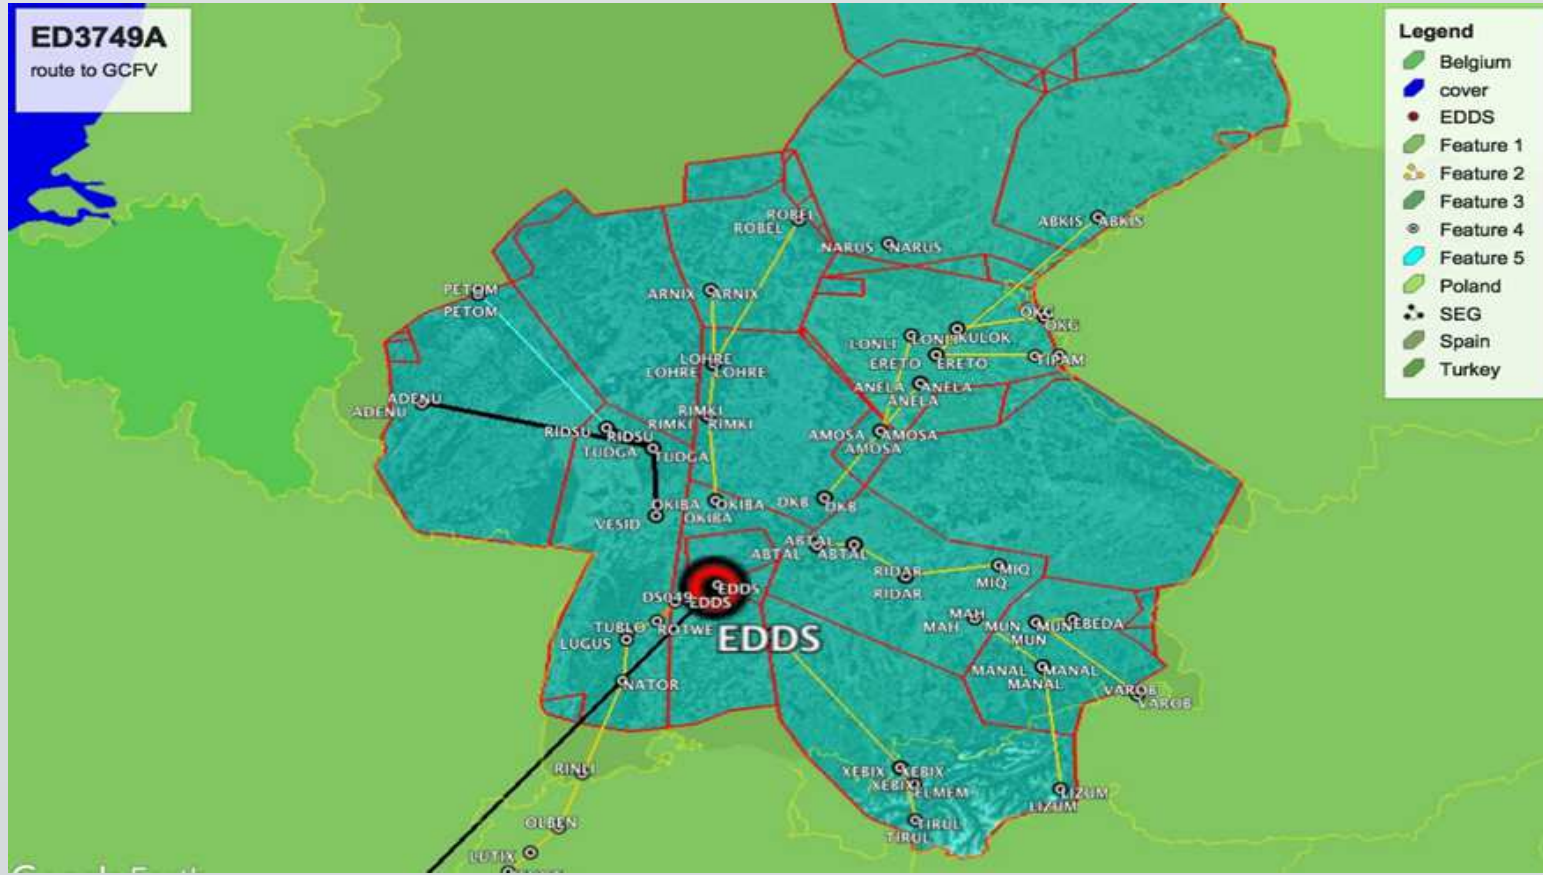 ED3749A
route to GCFV
Legend
Belgium
cover
EDDS
Feature 1
Feature 2
Feature 3
Feature 4
Feature 5
Poland
SEG
Spain
Turkey
ROBEL
ROBEL
ABKIS ABKIS
NARUS NARUS
PETOM
PETOM
ARNIX ARNIX
OKG
OKG
LONLI LONLI KULOK
LOHRE
LOHRE LOHRE
ERETO ERETO TIPAM
ANELA ANELA
ANELA
ADENU
ADENU
RIMKI
RIMKI RIMKI
RIDSU RIDSU
AMOSA AMOSA
AMOSA
TUDGA TUDGA
OKIBA OKIBA
OKIBA
DKB DKB
VESID
ABTAL
ABTAL ABTAL
RIDAR
RIDAR
MIQ
MIQ
EDDS
DS049 EDDS
MAH
MAH
MUN MUN
MUN
TUBLO ROTWE
LUGUS
EDDS
MANAL MANAL
MANAL
NATOR
VAROB
VAROB
RINLI
XEBIX XEBIX
XEBIX ELMEM
LIZUM
LIZUM
OLBEN
TIRUL
TIRUL
LUTIX